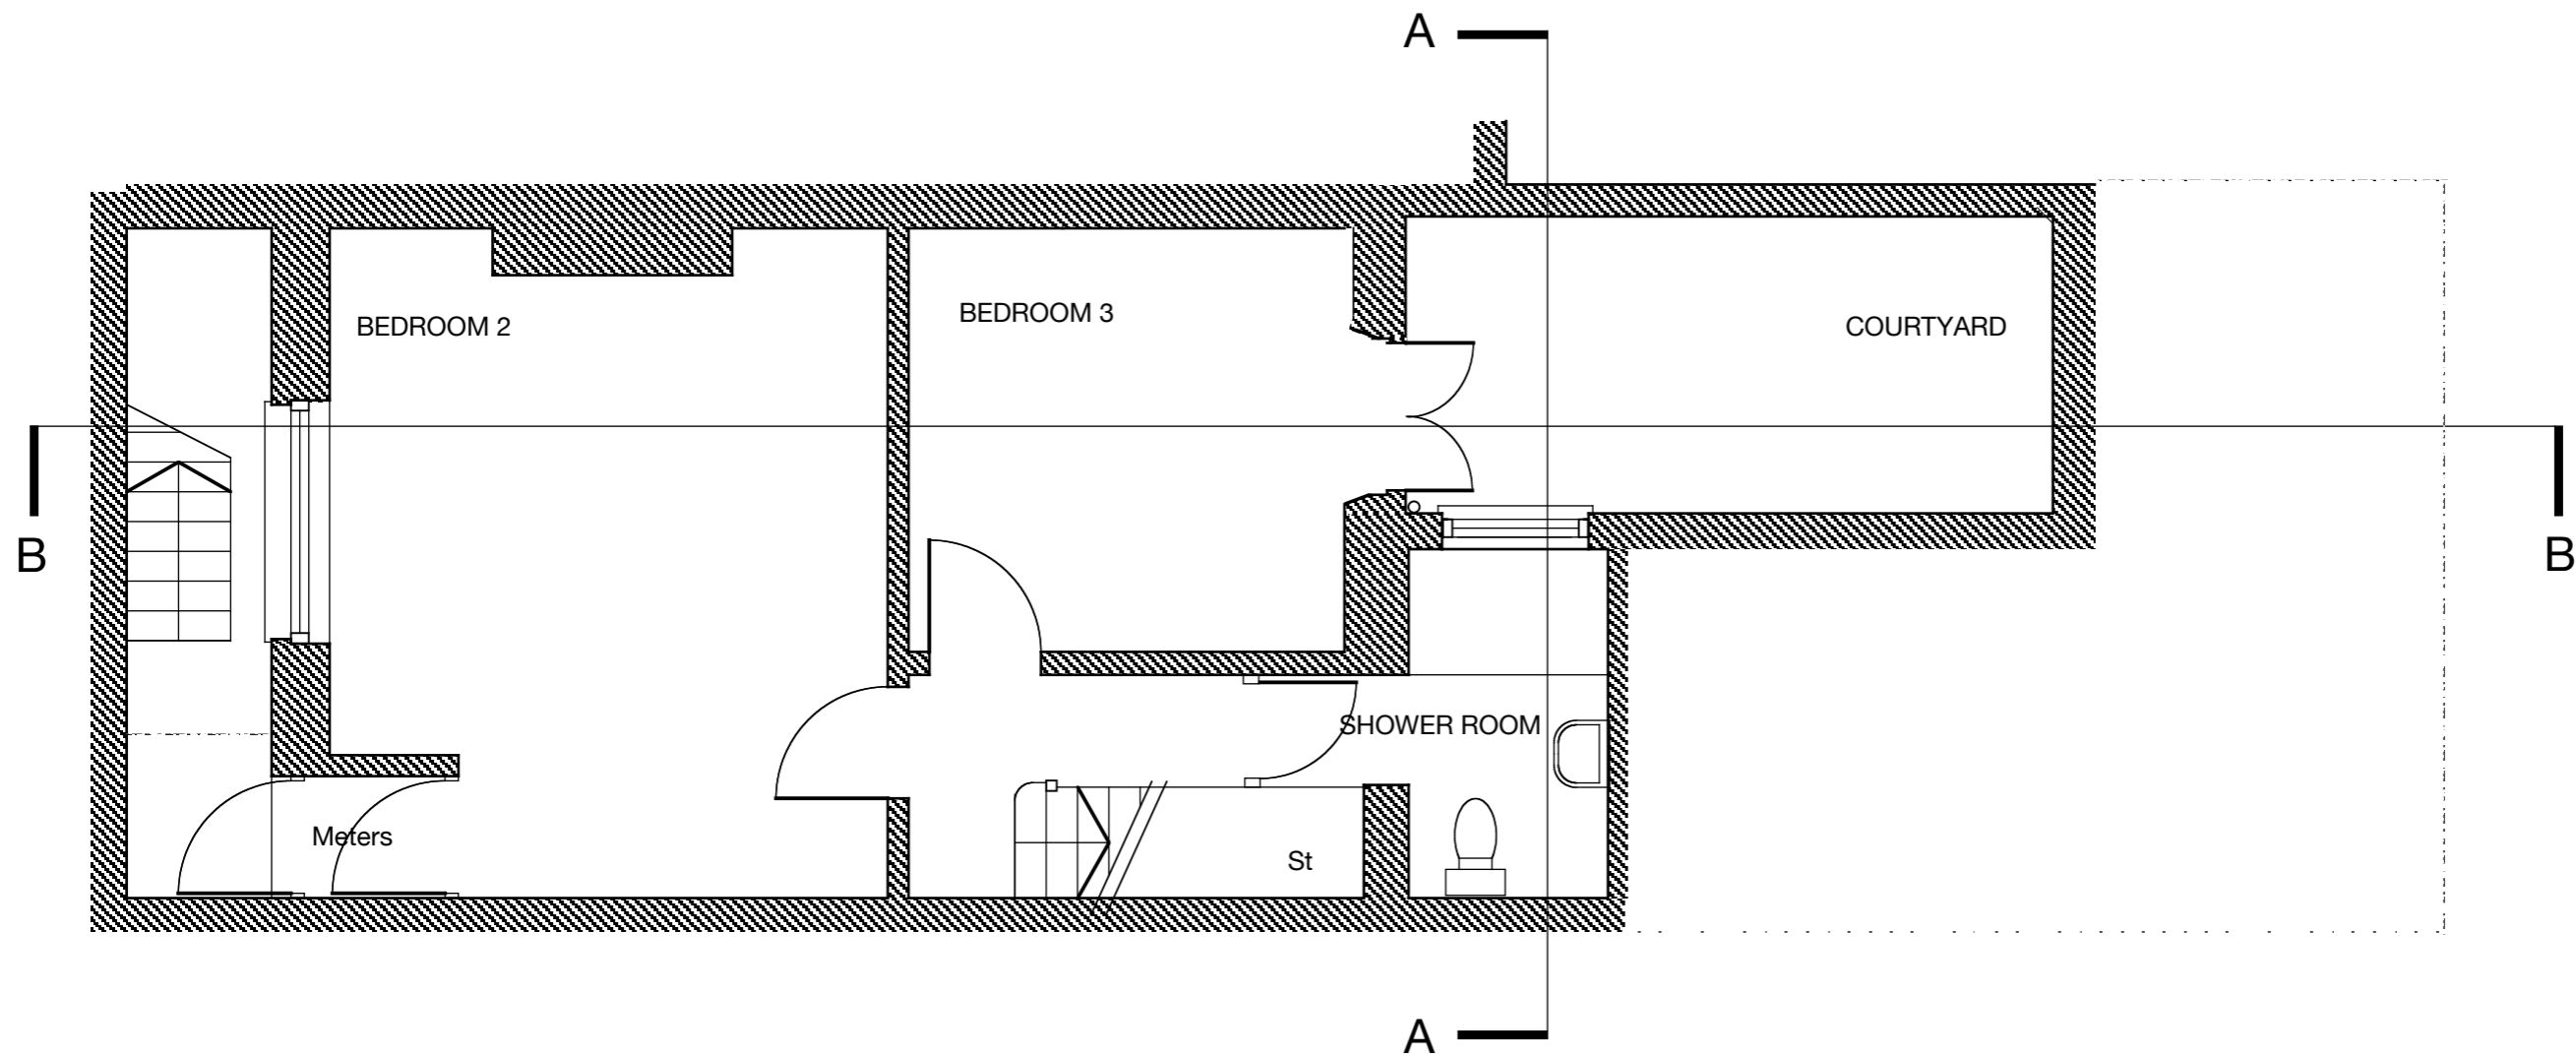 A
BEDROOM 2
BEDROOM 3
COURTYARD
B
B
SHOWER ROOM
Meters
St
A